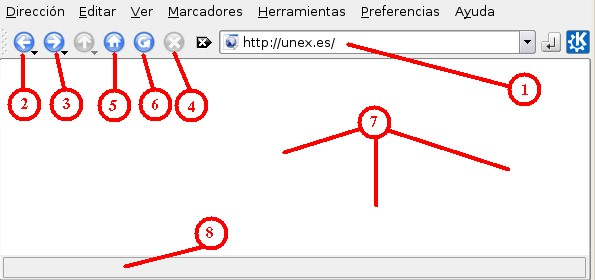 Dirección Editar Ver Marcadores Herramientas Preferencias Ayuda
http://unex.es/
1
2 3 5 6 4
7
8